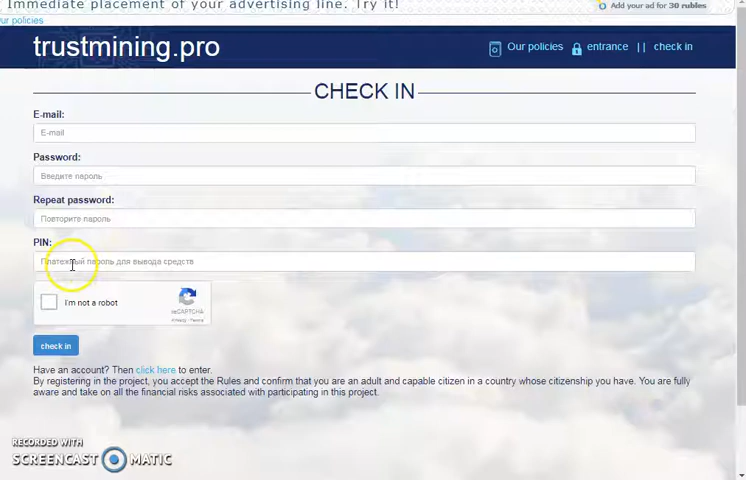 Immediate placement of your advertising line. Try it!
Add your ad for 30 rubles
ur policies
trustmining.pro
Our policies entrance || check in
CHECK IN
E-mail:
E-mail
Password:
Введите пароль
Repeat password:
Повторите пароль
PIN:
Платежный пароль для вывода средств
I'm not a robot
reCAPTCHA
Privacy - Terms
check in
Have an account? Then click here to enter.
By registering in the project, you accept the Rules and confirm that you are an adult and capable citizen in a country whose citizenship you have. You are fully
aware and take on all the financial risks associated with participating in this project.
RECORDED WITH
SCREENCAST MATIC